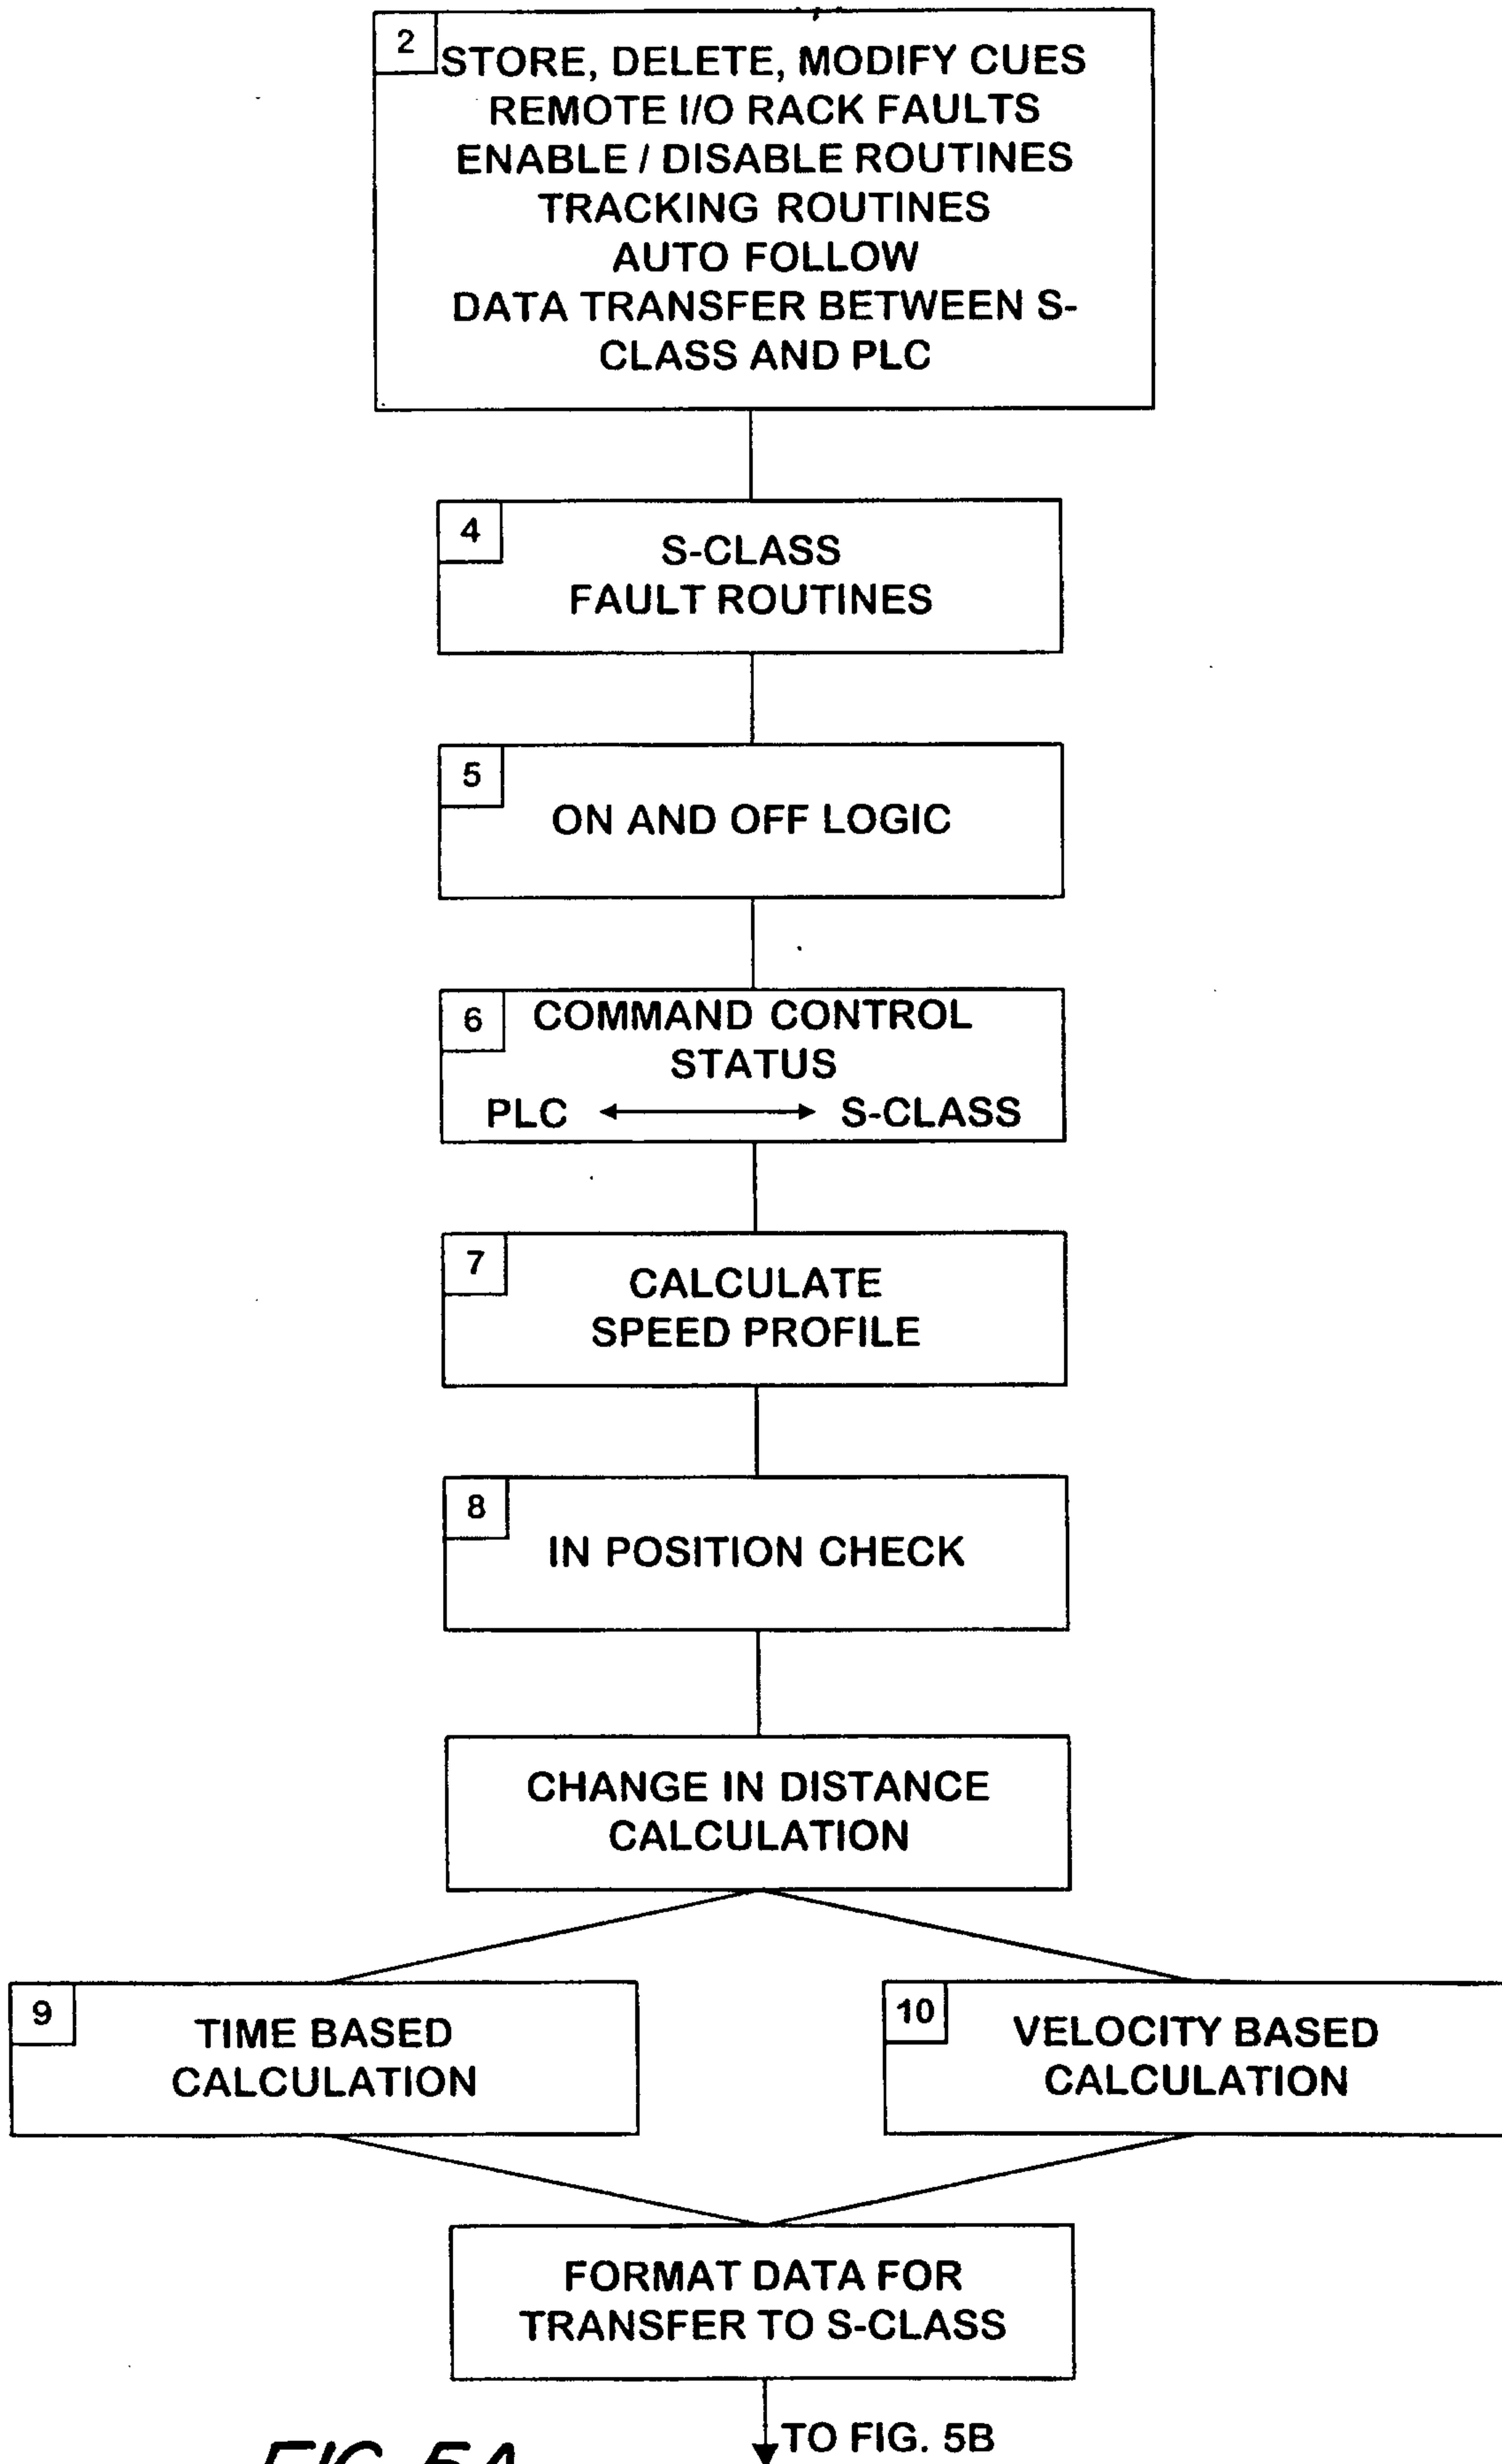 2
STORE, DELETE, MODIFY CUES
REMOTE I/O RACK FAULTS
ENABLE / DISABLE ROUTINES
TRACKING ROUTINES
AUTO FOLLOW
DATA TRANSFER BETWEEN S-
CLASS AND PLC
4
S-CLASS
FAULT ROUTINES
5
ON AND OFF LOGIC
6
COMMAND CONTROL
STATUS
PLC S-CLASS
7
CALCULATE
SPEED PROFILE
8
IN POSITION CHECK
CHANGE IN DISTANCE
CALCULATION
9
TIME BASED
CALCULATION
10
VELOCITY BASED
CALCULATION
FORMAT DATA FOR
TRANSFER TO S-CLASS
TO FIG. 5B
FIG. 5A